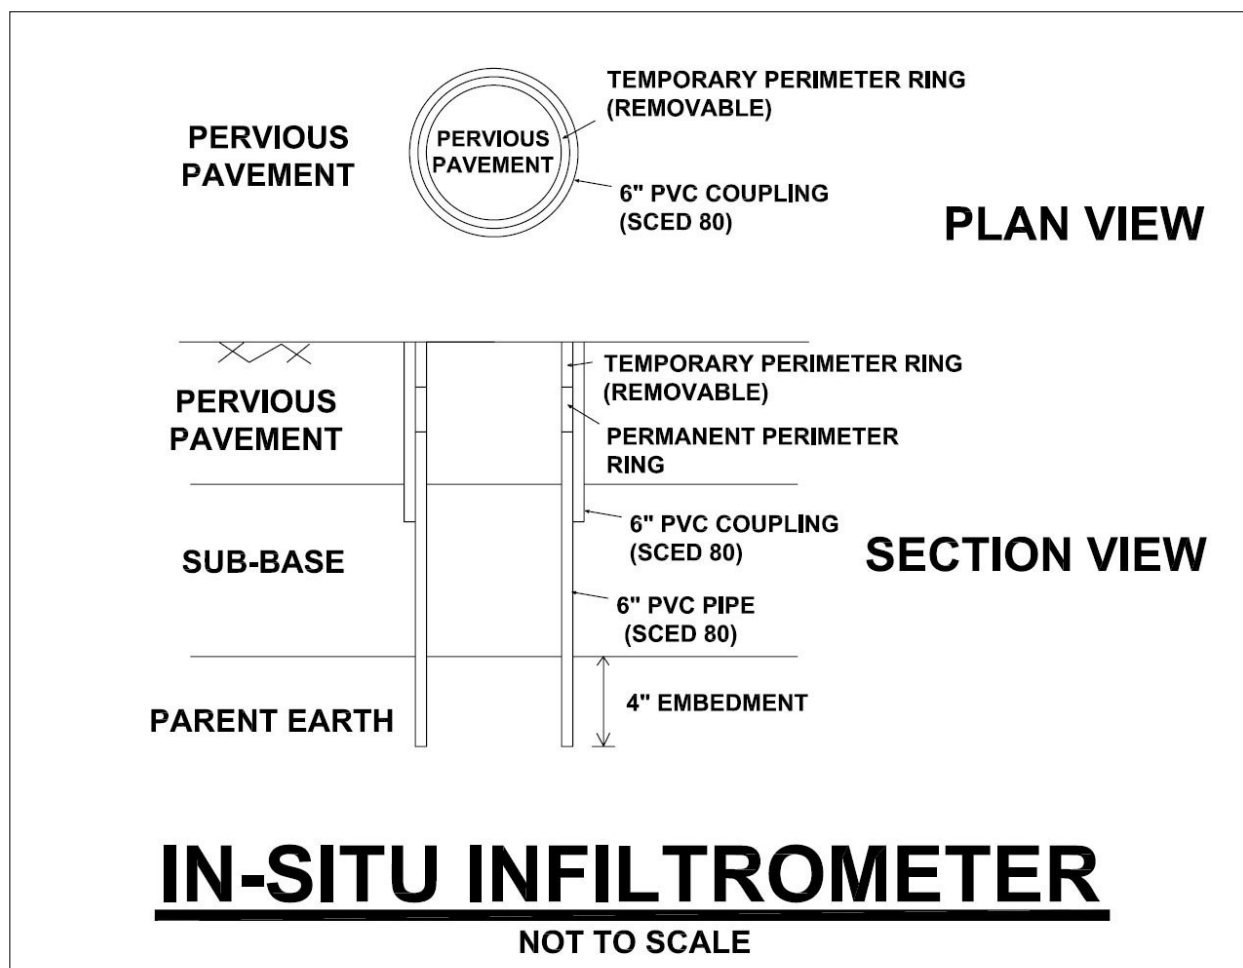 TEMPORARY PERIMETER RING
(REMOVABLE)
PERVIOUS
PAVEMENT
PERVIOUS
PAVEMENT
6" PVC COUPLING
(SCED 80)
PLAN VIEW
TEMPORARY PERIMETER RING
(REMOVABLE)
PERVIOUS
PAVEMENT
PERMANENT PERIMETER
RING
6" PVC COUPLING
(SCED 80)
SECTION VIEW
SUB-BASE
6" PVC PIPE
(SCED 80)
4" EMBEDMENT
PARENT EARTH
IN-SITU INFILTROMETER
NOT TO SCALE